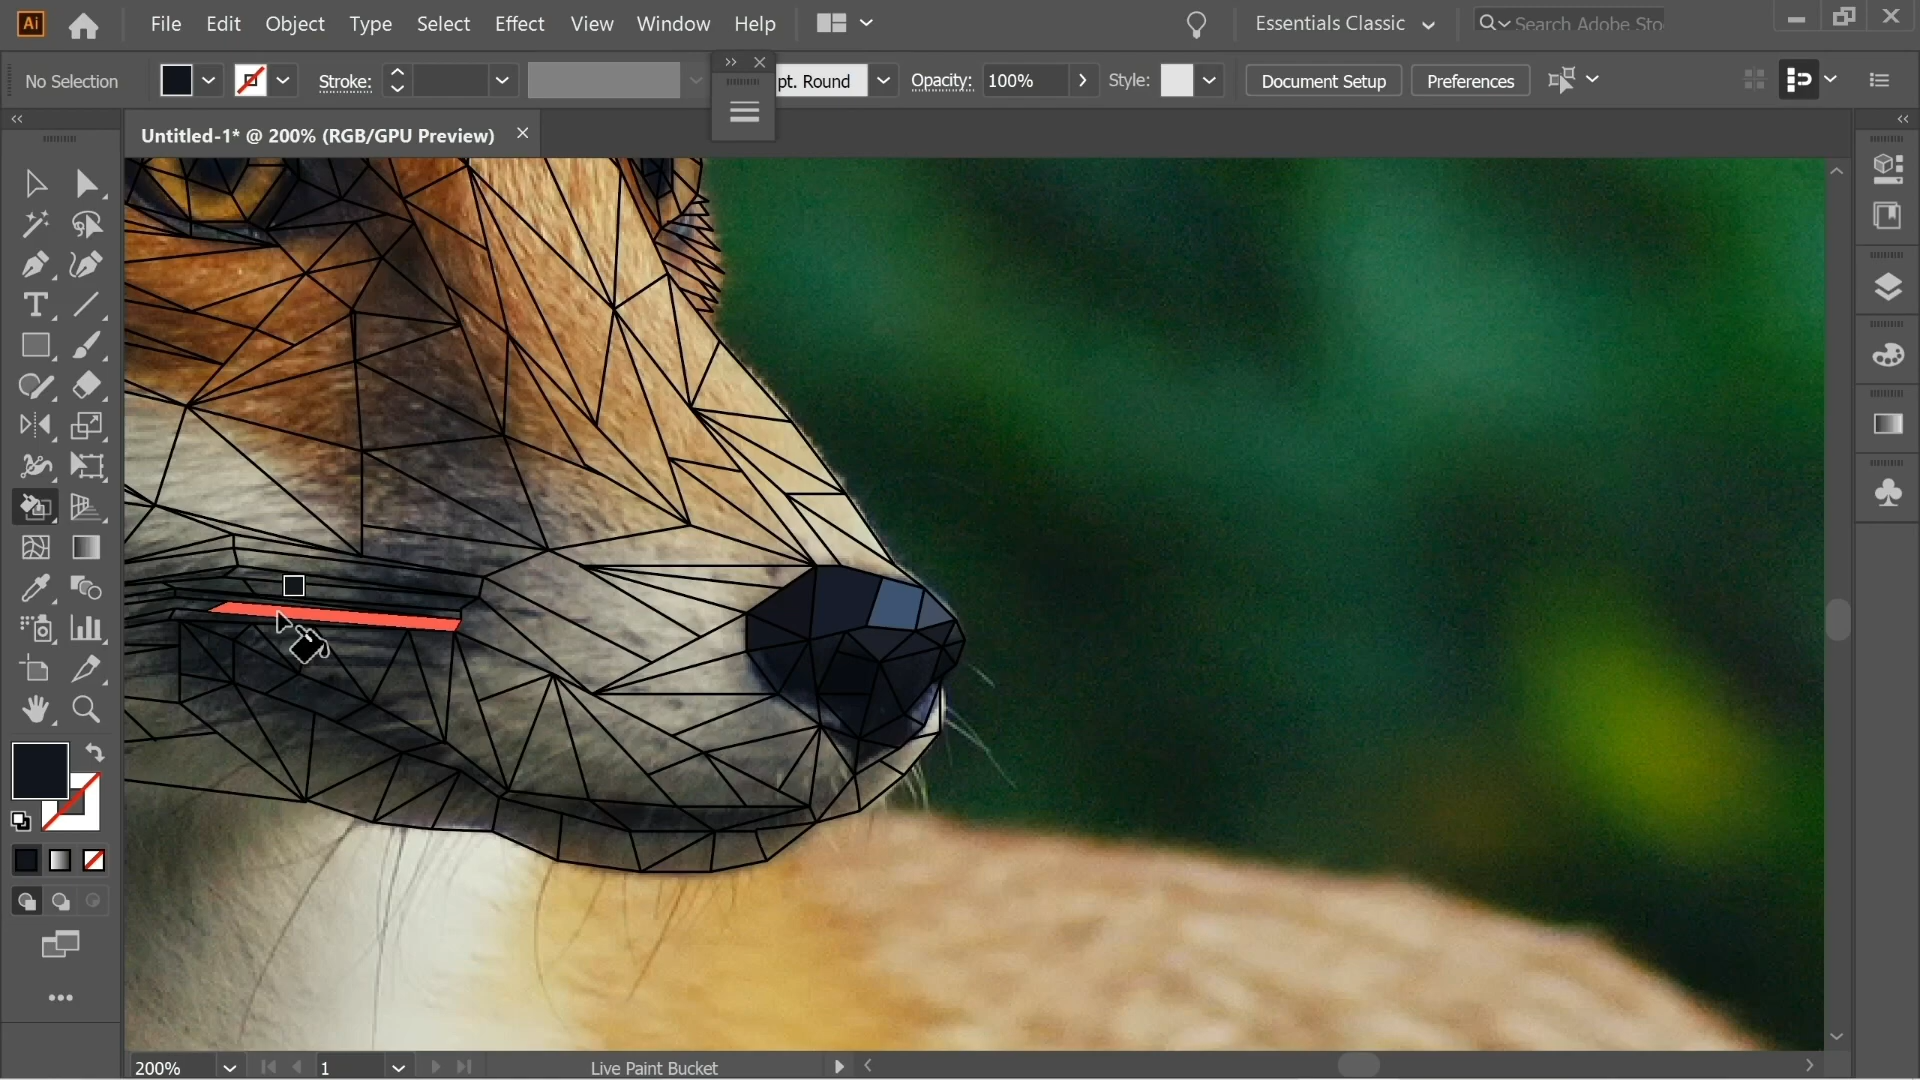 Ai File Edit Object Type Select Effect View Window Help Essentials Classic Search Adobe Sto
No Selection Stroke: pt. Round Opacity: 100% Style: Document Setup Preferences
Untitled-1* @ 200% (RGB/GPU Preview)
200% 1 Live Paint Bucket